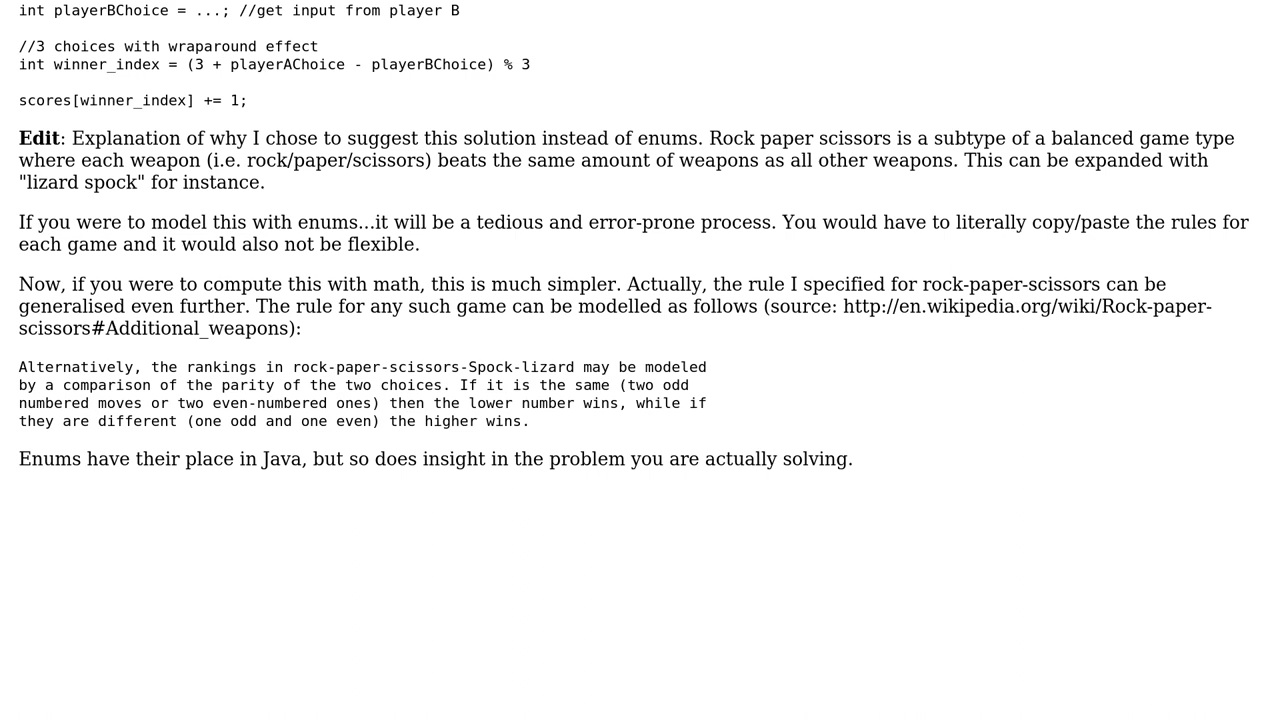 int playerBChoice = ...; //get input from player B
//3 choices with wraparound effect
int winner_index = (3 + playerAChoice - playerBChoice) % 3
scores[winner_index] += 1;
Edit: Explanation of why I chose to suggest this solution instead of enums. Rock paper scissors is a subtype of a balanced game type
where each weapon (i.e. rock/paper/scissors) beats the same amount of weapons as all other weapons. This can be expanded with
"lizard spock" for instance.
If you were to model this with enums...it will be a tedious and error-prone process. You would have to literally copy/paste the rules for
each game and it would also not be flexible.
Now, if you were to compute this with math, this is much simpler. Actually, the rule I specified for rock-paper-scissors can be
generalised even further. The rule for any such game can be modelled as follows (source: http://en.wikipedia.org/wiki/Rock-paper-
scissors#Additional_weapons):
Alternatively, the rankings in rock-paper-scissors-Spock-lizard may be modeled
by a comparison of the parity of the two choices. If it is the same (two odd
numbered moves or two even-numbered ones) then the lower number wins, while if
they are different (one odd and one even) the higher wins.
Enums have their place in Java, but so does insight in the problem you are actually solving.